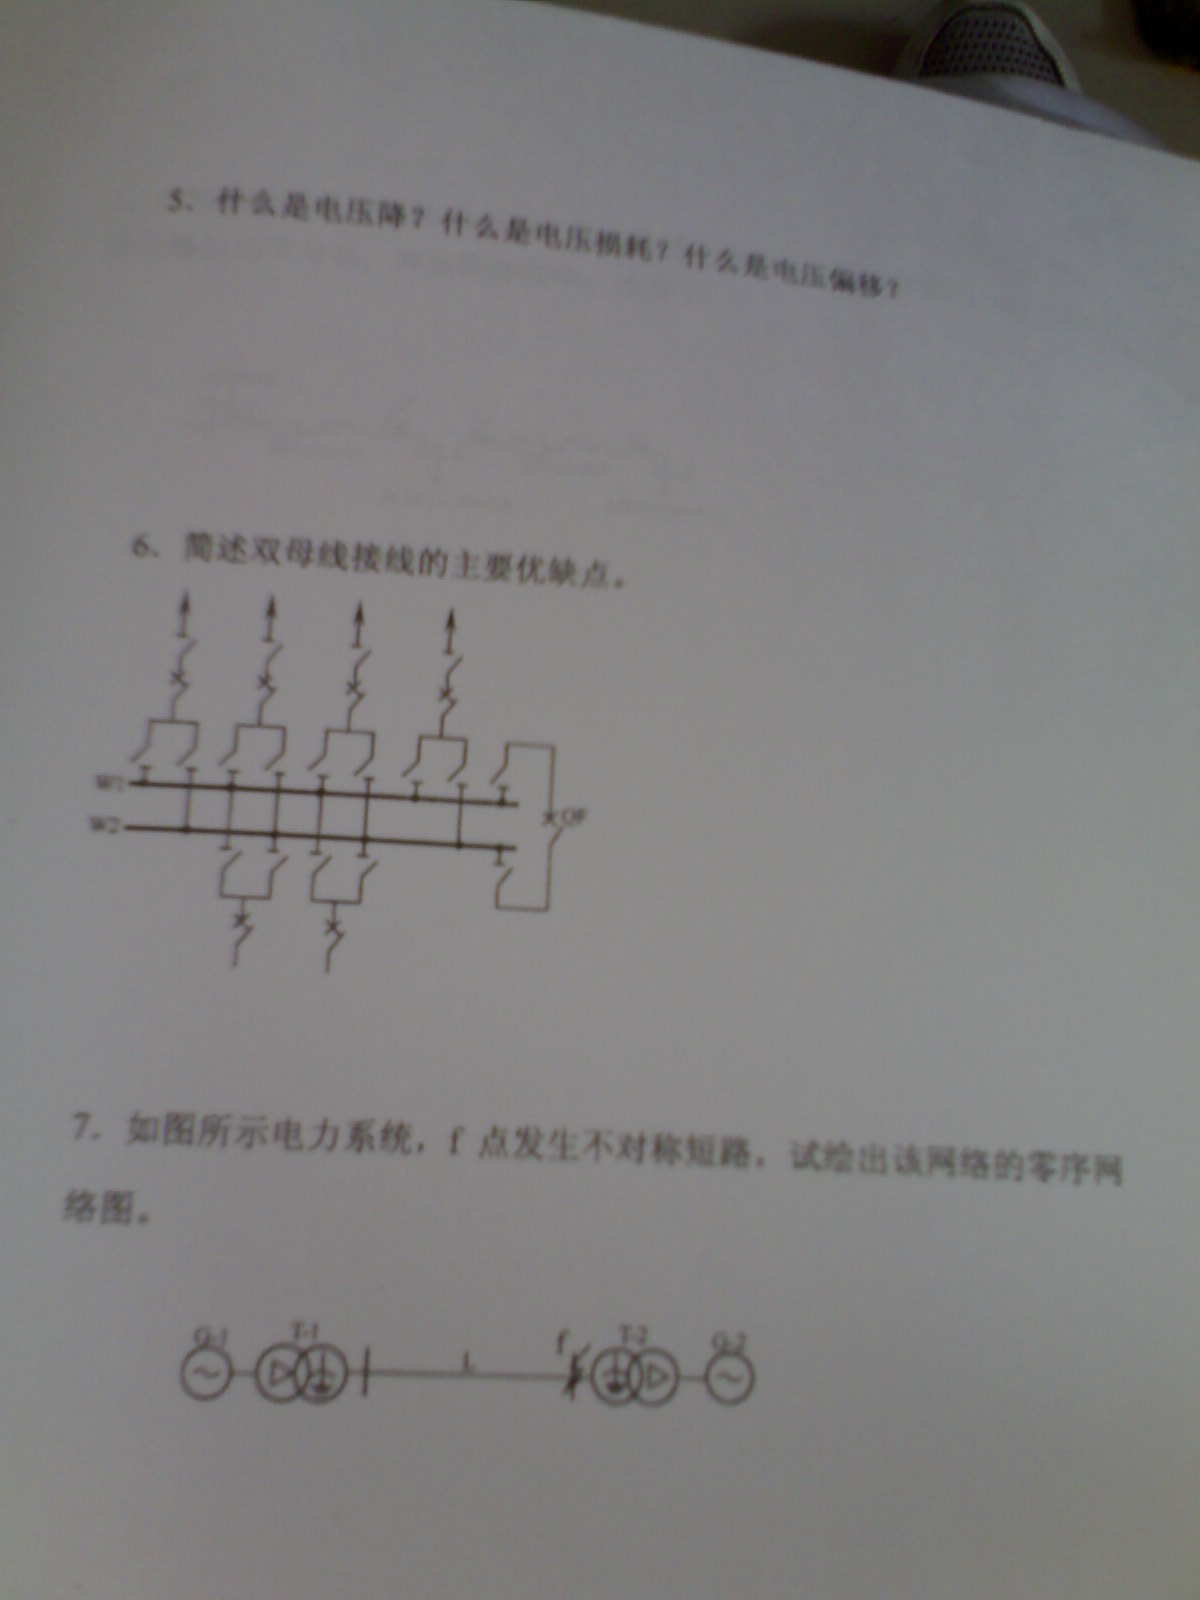 5. 什么是电压降？什么是电压损耗？什么是电压偏移？
6、简述双母线接线的主要优缺点。
W1
W2
QF
7. 如图所示电力系统，f 点发生不对称短路，试绘出该网络的零序网
络图。
G-1 T-1 L f T-2 G-2